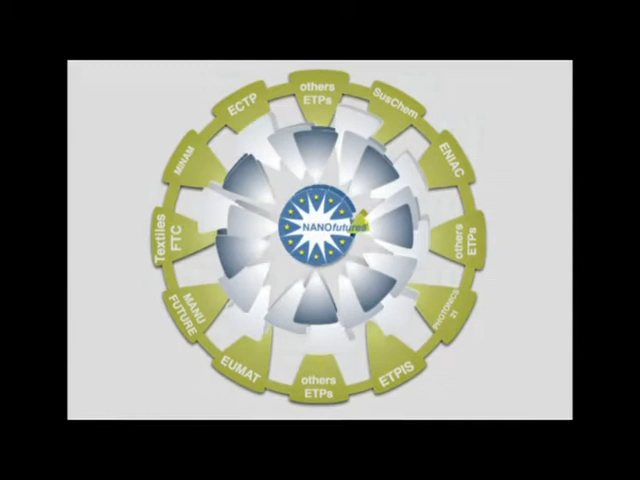 others
ETPs
SusChem
ENIAC
others
ETPs
PHOTONICS
21
ETPIS
others
ETPs
EUMAT
MANU
FUTURE
Textiles
FTC
MINAM
ECTP
NANOfutures